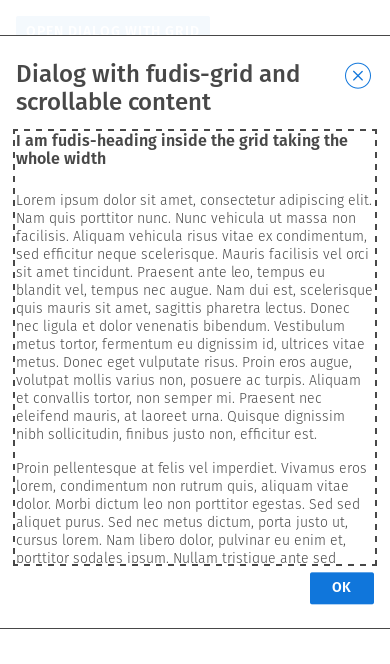 OPEN DIALOG WITH GRID
Dialog with fudis-grid and
scrollable content
I am fudis-heading inside the grid taking the
whole width
Lorem ipsum dolor sit amet, consectetur adipiscing elit.
Nam quis porttitor nunc. Nunc vehicula ut massa non
facilisis. Aliquam vehicula risus vitae ex condimentum,
sed efficitur neque scelerisque. Mauris facilisis vel orci
sit amet tincidunt. Praesent ante leo, tempus eu
blandit vel, tempus nec augue. Nam dui est, scelerisque
quis mauris sit amet, sagittis pharetra lectus. Donec
nec ligula et dolor venenatis bibendum. Vestibulum
metus tortor, fermentum eu dignissim id, ultrices vitae
metus. Donec eget vulputate risus. Proin eros augue,
volutpat mollis varius non, posuere ac turpis. Aliquam
et convallis tortor, non semper mi. Praesent nec
eleifend mauris, at laoreet urna. Quisque dignissim
nibh sollicitudin, finibus justo non, efficitur est.
Proin pellentesque at felis vel imperdiet. Vivamus eros
lorem, condimentum non rutrum quis, aliquam vitae
dolor. Morbi dictum leo non porttitor egestas. Sed sed
aliquet purus. Sed nec metus dictum, porta justo ut,
cursus lorem. Nam libero dolor, pulvinar eu enim et,
porttitor sodales ipsum. Nullam tristique ante sed
OK